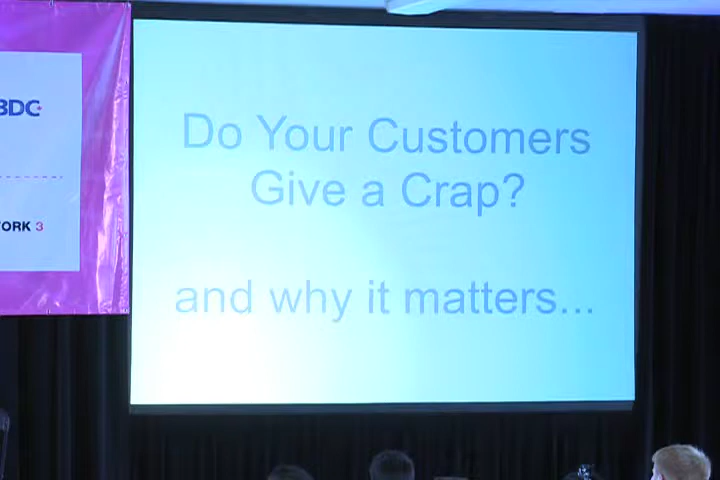 BDC
ORK 3
Do Your Customers
Give a Crap?
and why it matters...